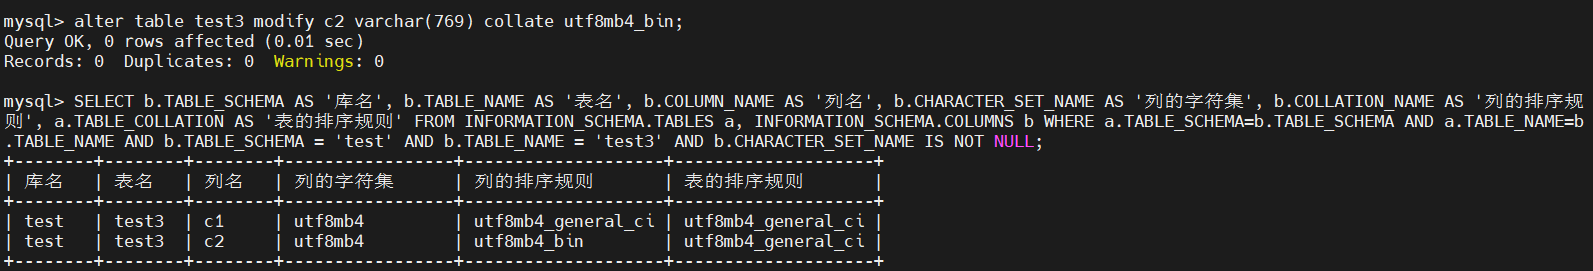 mysql> alter table test3 modify c2 varchar(769) collate utf8mb4_bin;
Query OK, 0 rows affected (0.01 sec)
Records: 0  Duplicates: 0  Warnings: 0

mysql> SELECT b.TABLE_SCHEMA AS '库名', b.TABLE_NAME AS '表名', b.COLUMN_NAME AS '列名', b.CHARACTER_SET_NAME AS '列的字符集', b.COLLATION_NAME AS '列的排序规
则', a.TABLE_COLLATION AS '表的排序规则' FROM INFORMATION_SCHEMA.TABLES a, INFORMATION_SCHEMA.COLUMNS b WHERE a.TABLE_SCHEMA=b.TABLE_SCHEMA AND a.TABLE_NAME=b
.TABLE_NAME AND b.TABLE_SCHEMA = 'test' AND b.TABLE_NAME = 'test3' AND b.CHARACTER_SET_NAME IS NOT NULL;
+--------+--------+--------+-----------------+--------------------+--------------------+
| 库名 | 表名 | 列名 | 列的字符集 | 列的排序规则 | 表的排序规则 |
+--------+--------+--------+-----------------+--------------------+--------------------+
| test | test3 | c1 | utf8mb4 | utf8mb4_general_ci | utf8mb4_general_ci |
| test | test3 | c2 | utf8mb4 | utf8mb4_bin | utf8mb4_general_ci |
+--------+--------+--------+-----------------+--------------------+--------------------+